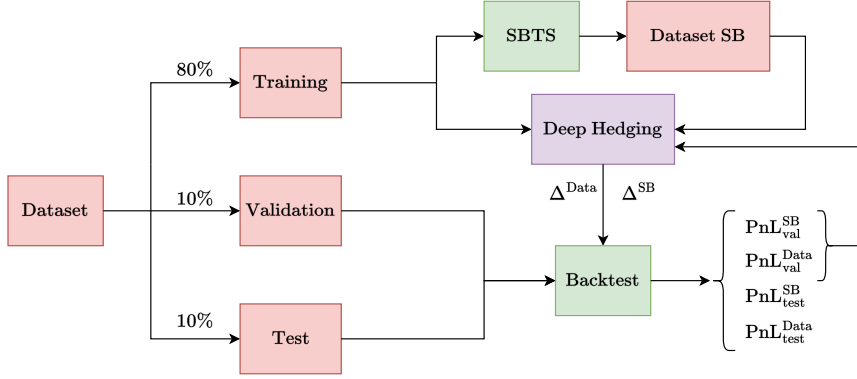 SBTS
Dataset SB
80%
Training
Deep Hedging
Δ^Data Δ^SB
10%
Dataset
Validation
PnL^SB_val
PnL^Data_val
Backtest
PnL^SB_test
10%
Test
PnL^Data_test